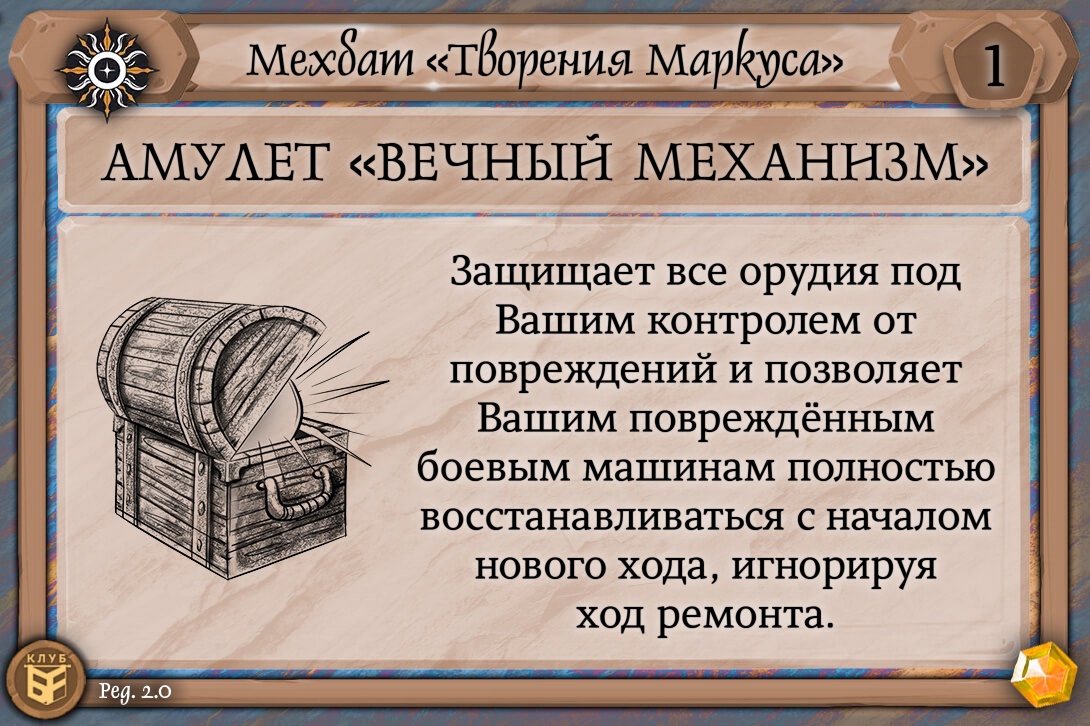 Мехбат «Творения Маркуса»
1
АМУЛЕТ «ВЕЧНЫЙ МЕХАНИЗМ»
Защищает все орудия под
Вашим контролем от
повреждений и позволяет
Вашим повреждённым
боевым машинам полностью
восстанавливаться с началом
нового хода, игнорируя
ход ремонта.
КЛУБ
Ред. 2.0